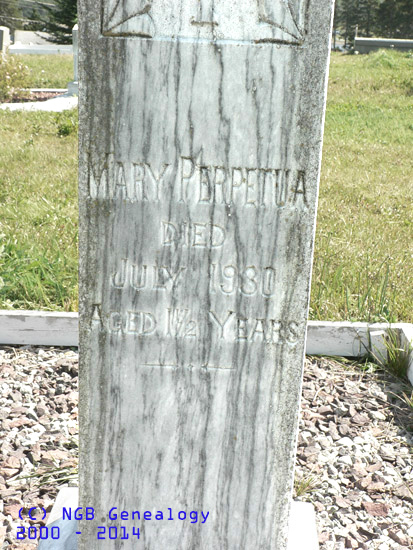 MARY PERPETUA
DIED
JULY 1930
AGED 1½ YEARS
(C) NGB Genealogy
2000 - 2014